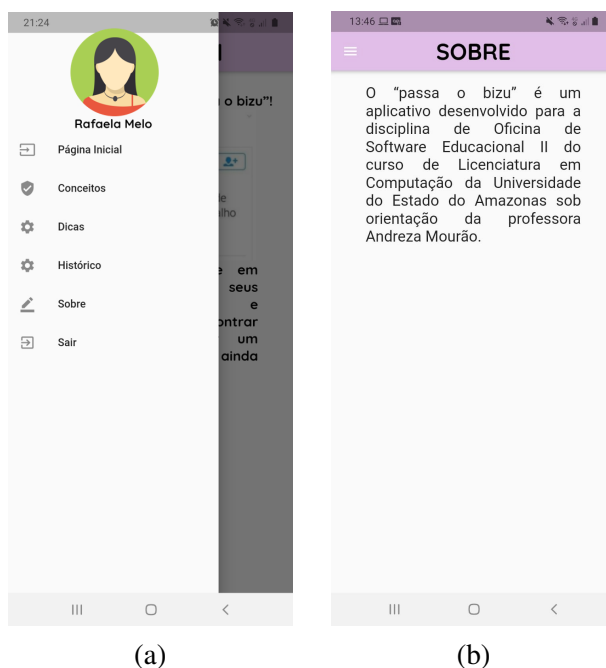 21:24
o bizu"!
Rafaela Melo
Página Inicial
Conceitos
Dicas
Histórico
Sobre
Sair
em
seus
e
ontrar
um
ainda
(a)
13:46
SOBRE
O “passa o bizu” é um
aplicativo desenvolvido para a
disciplina de Oficina de
Software Educacional II do
curso de Licenciatura em
Computação da Universidade
do Estado do Amazonas sob
orientação da professora
Andreza Mourão.
(b)